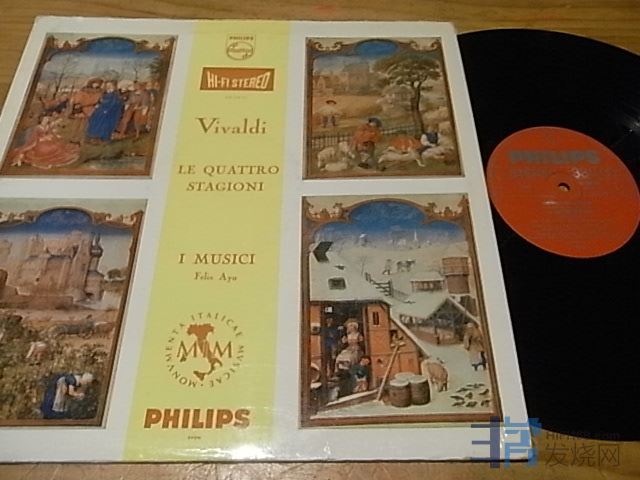 PHILIPS
HI-FI STEREO
Vivaldi
LE QUATTRO
STAGIONI
I MUSICI
Felix Ayo
MONUMENTA ITALICAE MUSICAE
MIM
PHILIPS
PHILIPS
发烧网